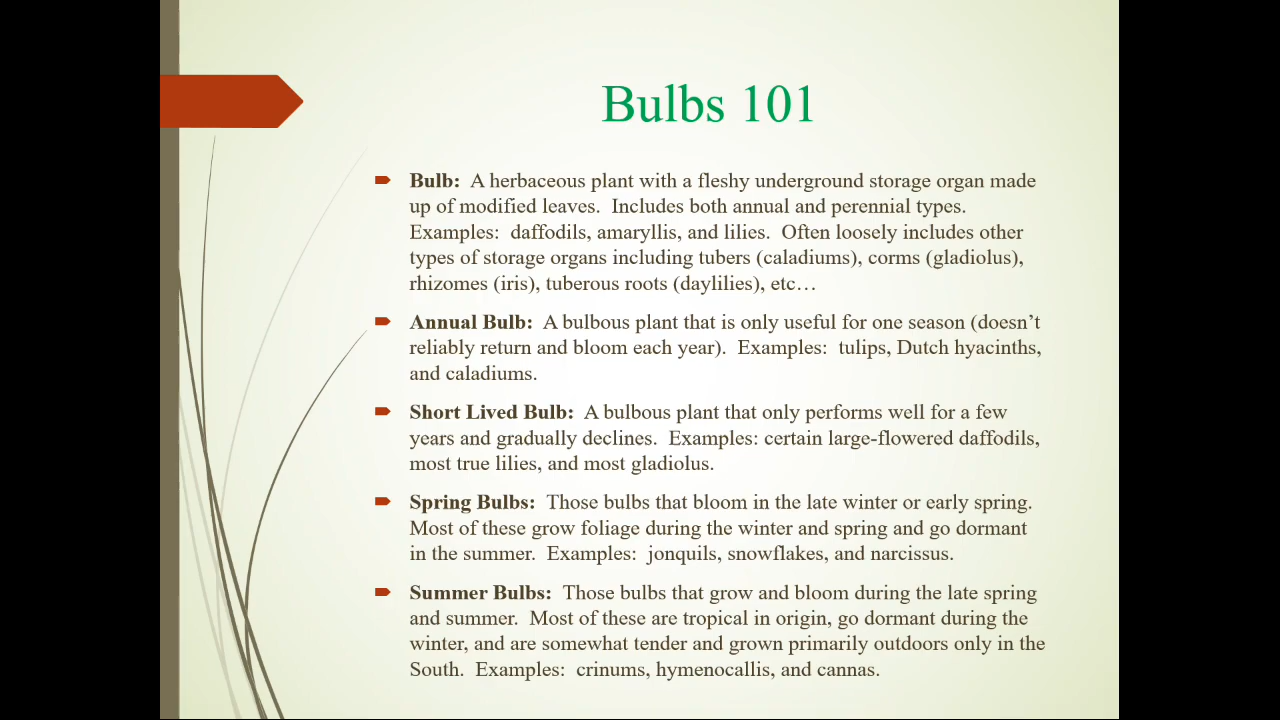 Bulbs 101
Bulb:  A herbaceous plant with a fleshy underground storage organ made
up of modified leaves.  Includes both annual and perennial types.
Examples:  daffodils, amaryllis, and lilies.  Often loosely includes other
types of storage organs including tubers (caladiums), corms (gladiolus),
rhizomes (iris), tuberous roots (daylilies), etc…
Annual Bulb:  A bulbous plant that is only useful for one season (doesn’t
reliably return and bloom each year).  Examples:  tulips, Dutch hyacinths,
and caladiums.
Short Lived Bulb:  A bulbous plant that only performs well for a few
years and gradually declines.  Examples: certain large-flowered daffodils,
most true lilies, and most gladiolus.
Spring Bulbs:  Those bulbs that bloom in the late winter or early spring.
Most of these grow foliage during the winter and spring and go dormant
in the summer.  Examples:  jonquils, snowflakes, and narcissus.
Summer Bulbs:  Those bulbs that grow and bloom during the late spring
and summer.  Most of these are tropical in origin, go dormant during the
winter, and are somewhat tender and grown primarily outdoors only in the
South.  Examples:  crinums, hymenocallis, and cannas.